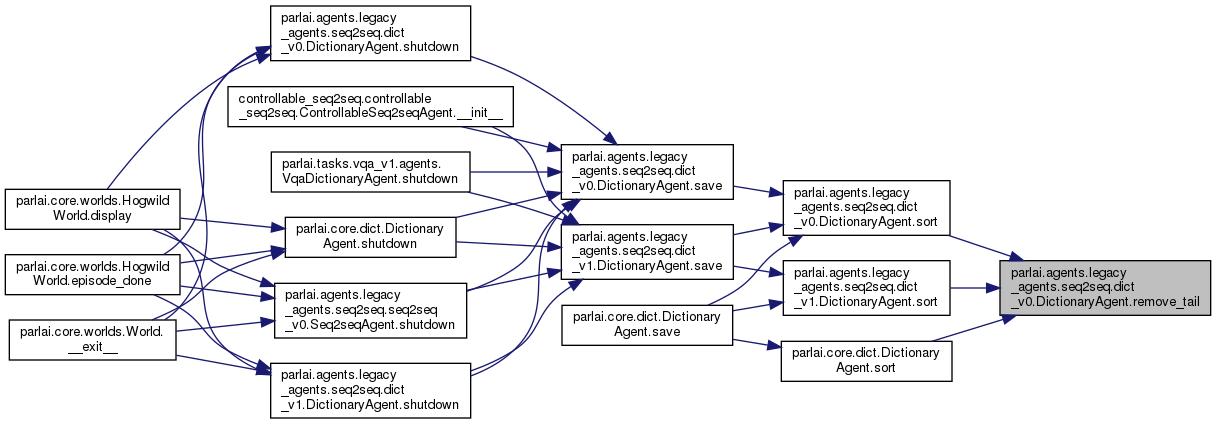 parlai.agents.legacy
_agents.seq2seq.dict
_v0.DictionaryAgent.shutdown
controllable_seq2seq.controllable
_seq2seq.ControllableSeq2seqAgent.__init__
parlai.tasks.vqa_v1.agents.
VqaDictionaryAgent.shutdown
parlai.core.worlds.Hogwild
World.display
parlai.core.dict.Dictionary
Agent.shutdown
parlai.core.worlds.Hogwild
World.episode_done
parlai.agents.legacy
_agents.seq2seq.seq2seq
_v0.Seq2seqAgent.shutdown
parlai.core.worlds.World.
__exit__
parlai.agents.legacy
_agents.seq2seq.dict
_v1.DictionaryAgent.shutdown
parlai.agents.legacy
_agents.seq2seq.dict
_v0.DictionaryAgent.save
parlai.agents.legacy
_agents.seq2seq.dict
_v1.DictionaryAgent.save
parlai.core.dict.Dictionary
Agent.save
parlai.agents.legacy
_agents.seq2seq.dict
_v0.DictionaryAgent.sort
parlai.agents.legacy
_agents.seq2seq.dict
_v1.DictionaryAgent.sort
parlai.core.dict.Dictionary
Agent.sort
parlai.agents.legacy
_agents.seq2seq.dict
_v0.DictionaryAgent.remove_tail